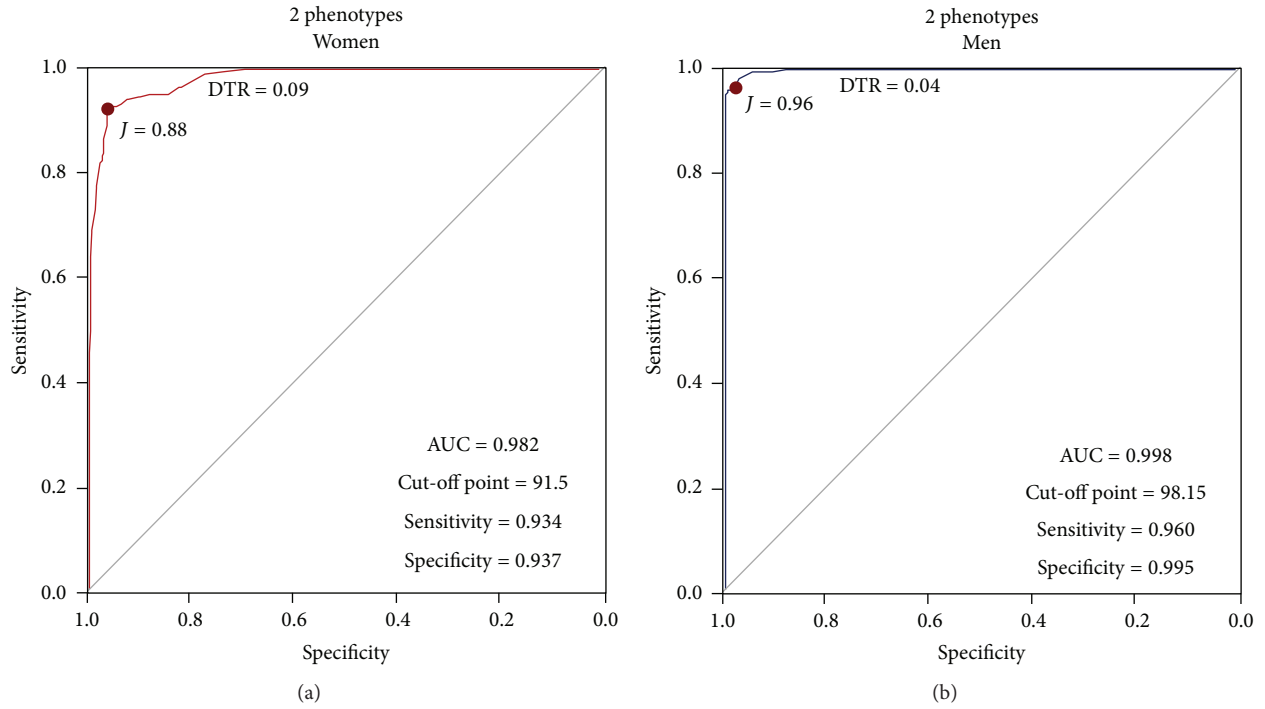 2 phenotypes
Women
1.0
0.8
0.6
0.4
0.2
0.0
Sensitivity
DTR = 0.09
J = 0.88
AUC = 0.982
Cut-off point = 91.5
Sensitivity = 0.934
Specificity = 0.937
1.0 0.8 0.6 0.4 0.2 0.0
Specificity
(a)
2 phenotypes
Men
1.0
0.8
0.6
0.4
0.2
0.0
Sensitivity
DTR = 0.04
J = 0.96
AUC = 0.998
Cut-off point = 98.15
Sensitivity = 0.960
Specificity = 0.995
1.0 0.8 0.6 0.4 0.2 0.0
Specificity
(b)